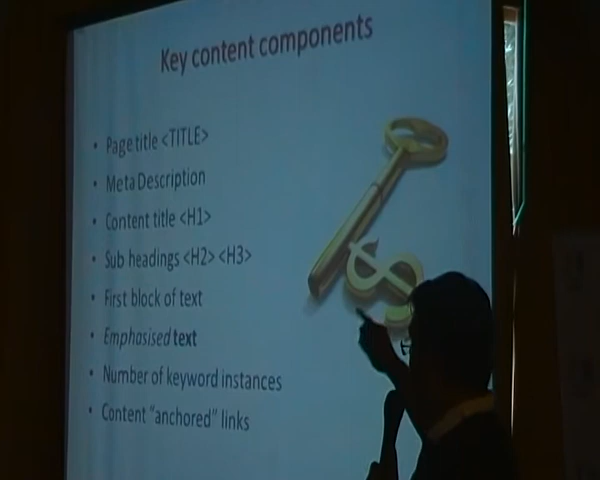 Key content components
• Page title <TITLE>
• Meta Description
• Content title <H1>
• Sub headings <H2> <H3>
• First block of text
• Emphasised text
• Number of keyword instances
• Content “anchored” links